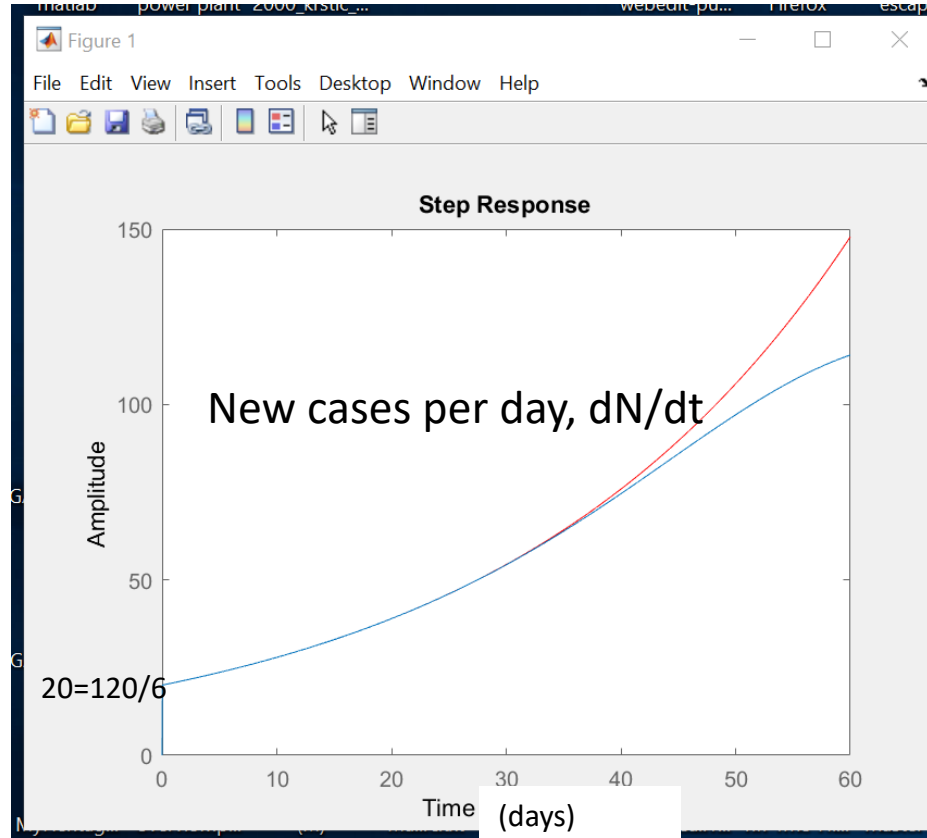 matlab power plant 2000_krstic_... webedit-pu... Firefox escap
Figure 1
File Edit View Insert Tools Desktop Window Help
Step Response
150
100
50
0
Amplitude
New cases per day, dN/dt
20=120/6
0 10 20 30 40 50 60
Time (days)